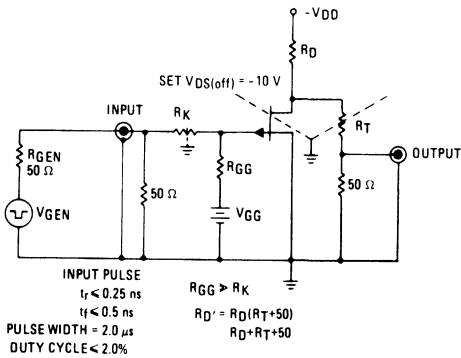 -VDD
RD
SET VDS(off) = -10 V
INPUT
RK
RT
RGEN
50 Ω
50 Ω
RGG
VGG
50 Ω
OUTPUT
VGEN
INPUT PULSE
tr ≤ 0.25 ns
tf ≤ 0.5 ns
PULSE WIDTH = 2.0 μs
DUTY CYCLE ≤ 2.0%
RGG > RK
RD' = RD(RT+50)
RD+RT+50